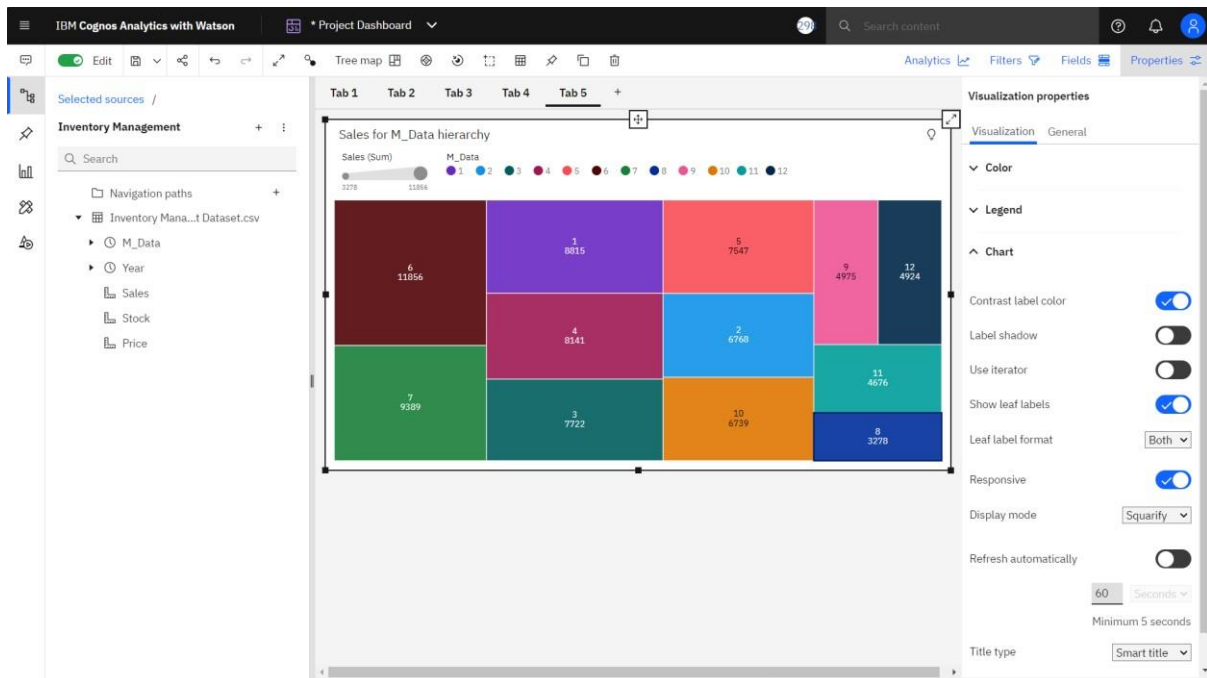 IBM Cognos Analytics with Watson
* Project Dashboard
Search content
Edit
Tree map
Analytics
Filters
Fields
Properties
Selected sources /
Inventory Management
Search
Navigation paths
Inventory Mana...t Dataset.csv
M_Data
Year
Sales
Stock
Price
Tab 1 Tab 2 Tab 3 Tab 4 Tab 5 +
Sales for M_Data hierarchy
Sales (Sum)
3278 11856
M_Data
1 2 3 4 5 6 7 8 9 10 11 12
6
11856
7
9389
1
8815
4
8141
3
7722
5
7547
2
6768
10
6739
9
4975
12
4924
11
4676
8
3278
Visualization properties
Visualization General
Color
Legend
Chart
Contrast label color
Label shadow
Use iterator
Show leaf labels
Leaf label format Both
Responsive
Display mode Squarify
Refresh automatically
60 Seconds
Minimum 5 seconds
Title type Smart title